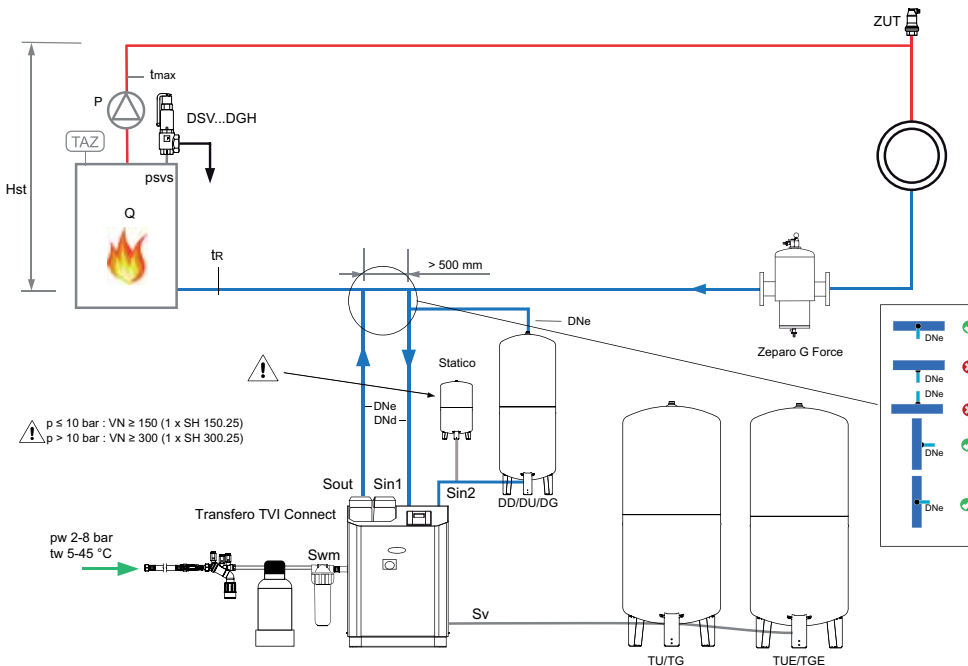 ZUT
tmax
P
DSV...DGH
TAZ
psvs
Hst
Q
tR
> 500 mm
DNe
Zeparo G Force
Statico
DNe
DNe
DNe
DNe
DNe
p ≤ 10 bar : VN ≥ 150 (1 x SH 150.25)
p > 10 bar : VN ≥ 300 (1 x SH 300.25)
DNe
DNd
Sout
Sin1
Sin2
DD/DU/DG
Transfero TVI Connect
pw 2-8 bar
tw 5-45 °C
Swm
Sv
TU/TG
TUE/TGE